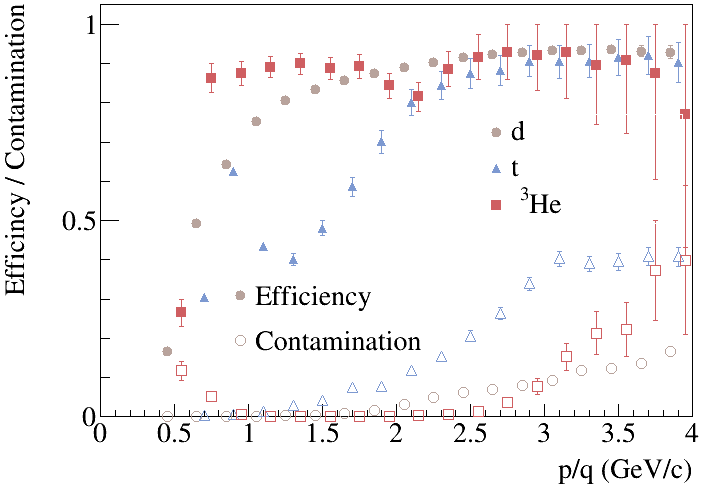 Efficincy / Contamination
1
0.5
0
d
t
³He
Efficiency
Contamination
0 0.5 1 1.5 2 2.5 3 3.5 4
p/q (GeV/c)